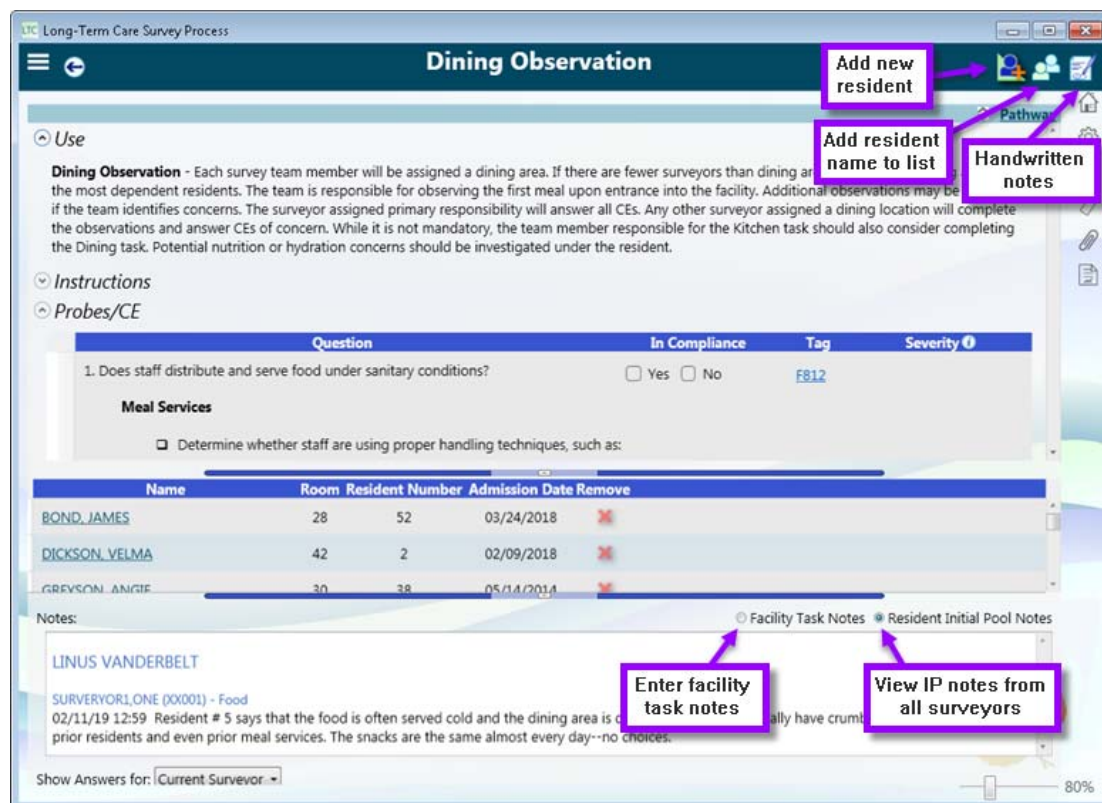 LTC Long-Term Care Survey Process
Dining Observation
Add new
resident
Pathway
Add resident
name to list
Handwritten
notes
Use
Dining Observation - Each survey team member will be assigned a dining area. If there are fewer surveyors than dining
the most dependent residents. The team is responsible for observing the first meal upon entrance into the facility. Additional observations may be
if the team identifies concerns. The surveyor assigned primary responsibility will answer all CEs. Any other surveyor assigned a dining location will complete
the observations and answer CEs of concern. While it is not mandatory, the team member responsible for the Kitchen task should also consider completing
the Dining task. Potential nutrition or hydration concerns should be investigated under the resident.
Instructions
Probes/CE
Question In Compliance Tag Severity
1. Does staff distribute and serve food under sanitary conditions? Yes No F812
Meal Services
Determine whether staff are using proper handling techniques, such as:
Name Room Resident Number Admission Date Remove
BOND, JAMES 28 52 03/24/2018
DICKSON, VELMA 42 2 02/09/2018
GREYSON, ANGIE 30 38 05/14/2014
Notes: Facility Task Notes Resident Initial Pool Notes
LINUS VANDERBELT
SURVERYOR1,ONE (XX001) - Food
02/11/19 12:59 Resident # 5 says that the food is often served cold and the dining area is
prior residents and even prior meal services. The snacks are the same almost every day--no choices.
Enter facility
task notes
View IP notes from
all surveyors
Show Answers for: Current Surveyor
80%